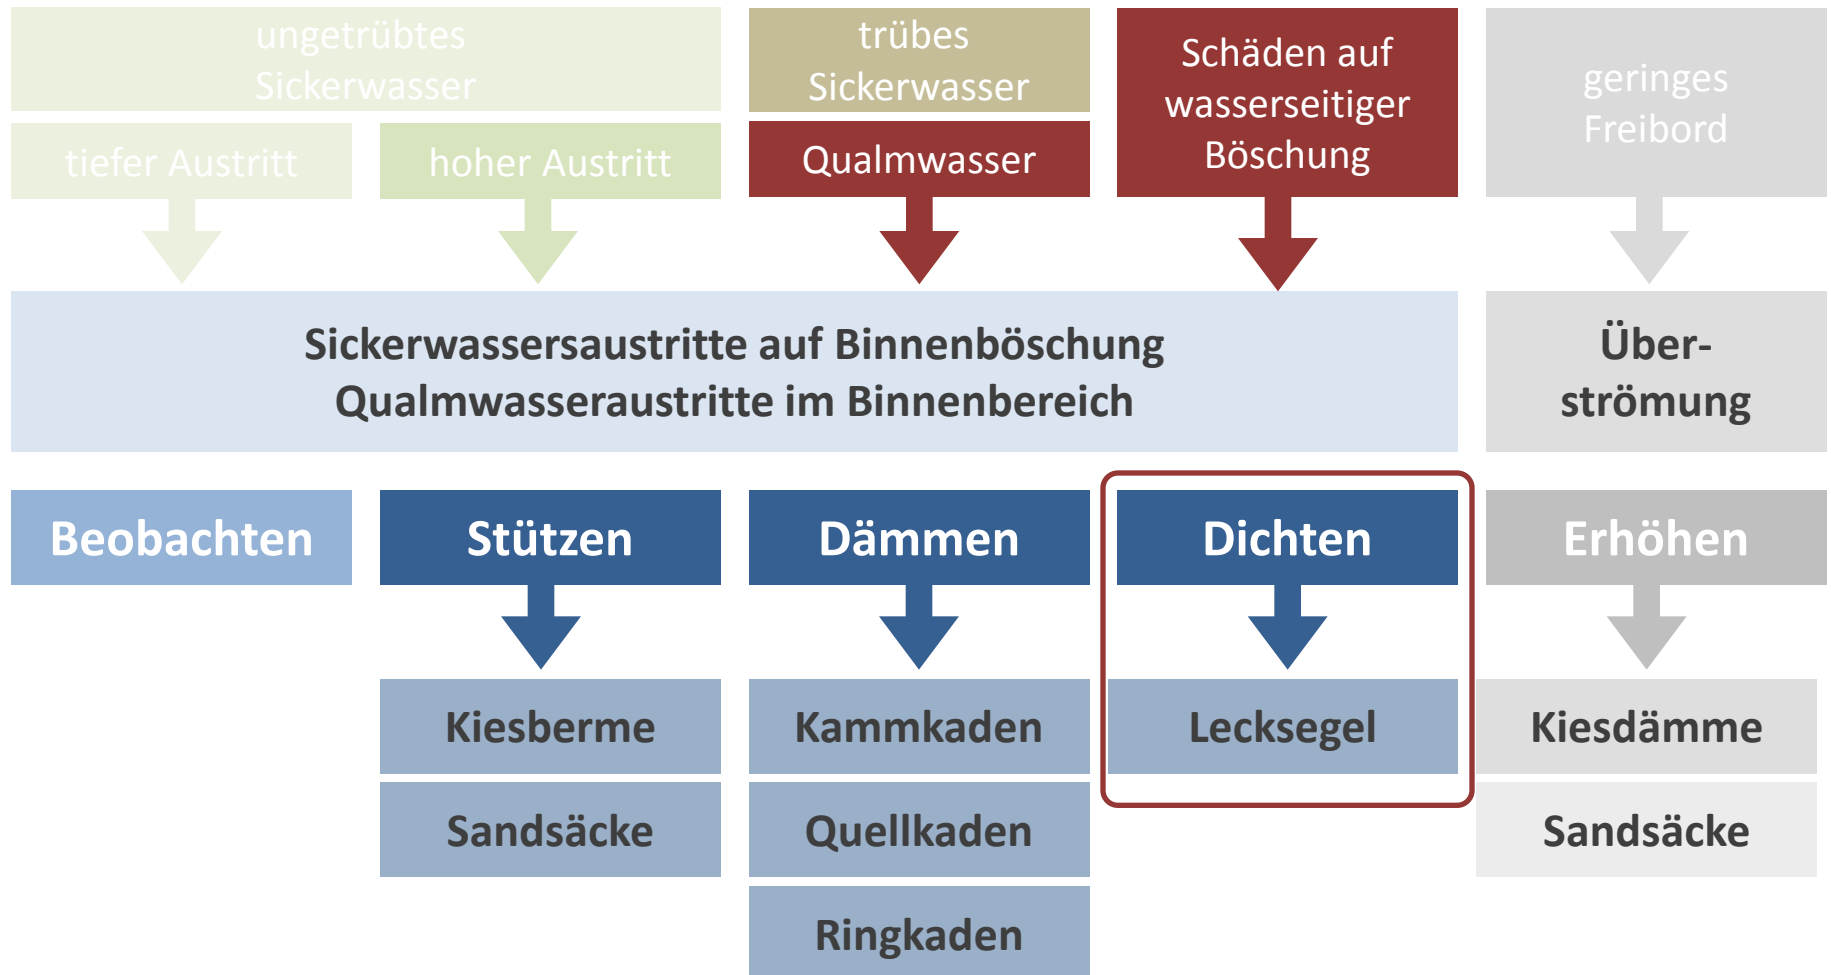 ungetrübtes
Sickerwasser
trübes
Sickerwasser
Schäden auf
wasserseitiger
Böschung
geringes
Freibord
tiefer Austritt
hoher Austritt
Qualmwasser
Sickerwassersaustritte auf Binnenböschung
Qualmwasseraustritte im Binnenbereich
Über-
strömung
Beobachten
Stützen
Dämmen
Dichten
Erhöhen
Kiesberme
Kammkaden
Lecksegel
Kiesdämme
Sandsäcke
Quellkaden
Sandsäcke
Ringkaden